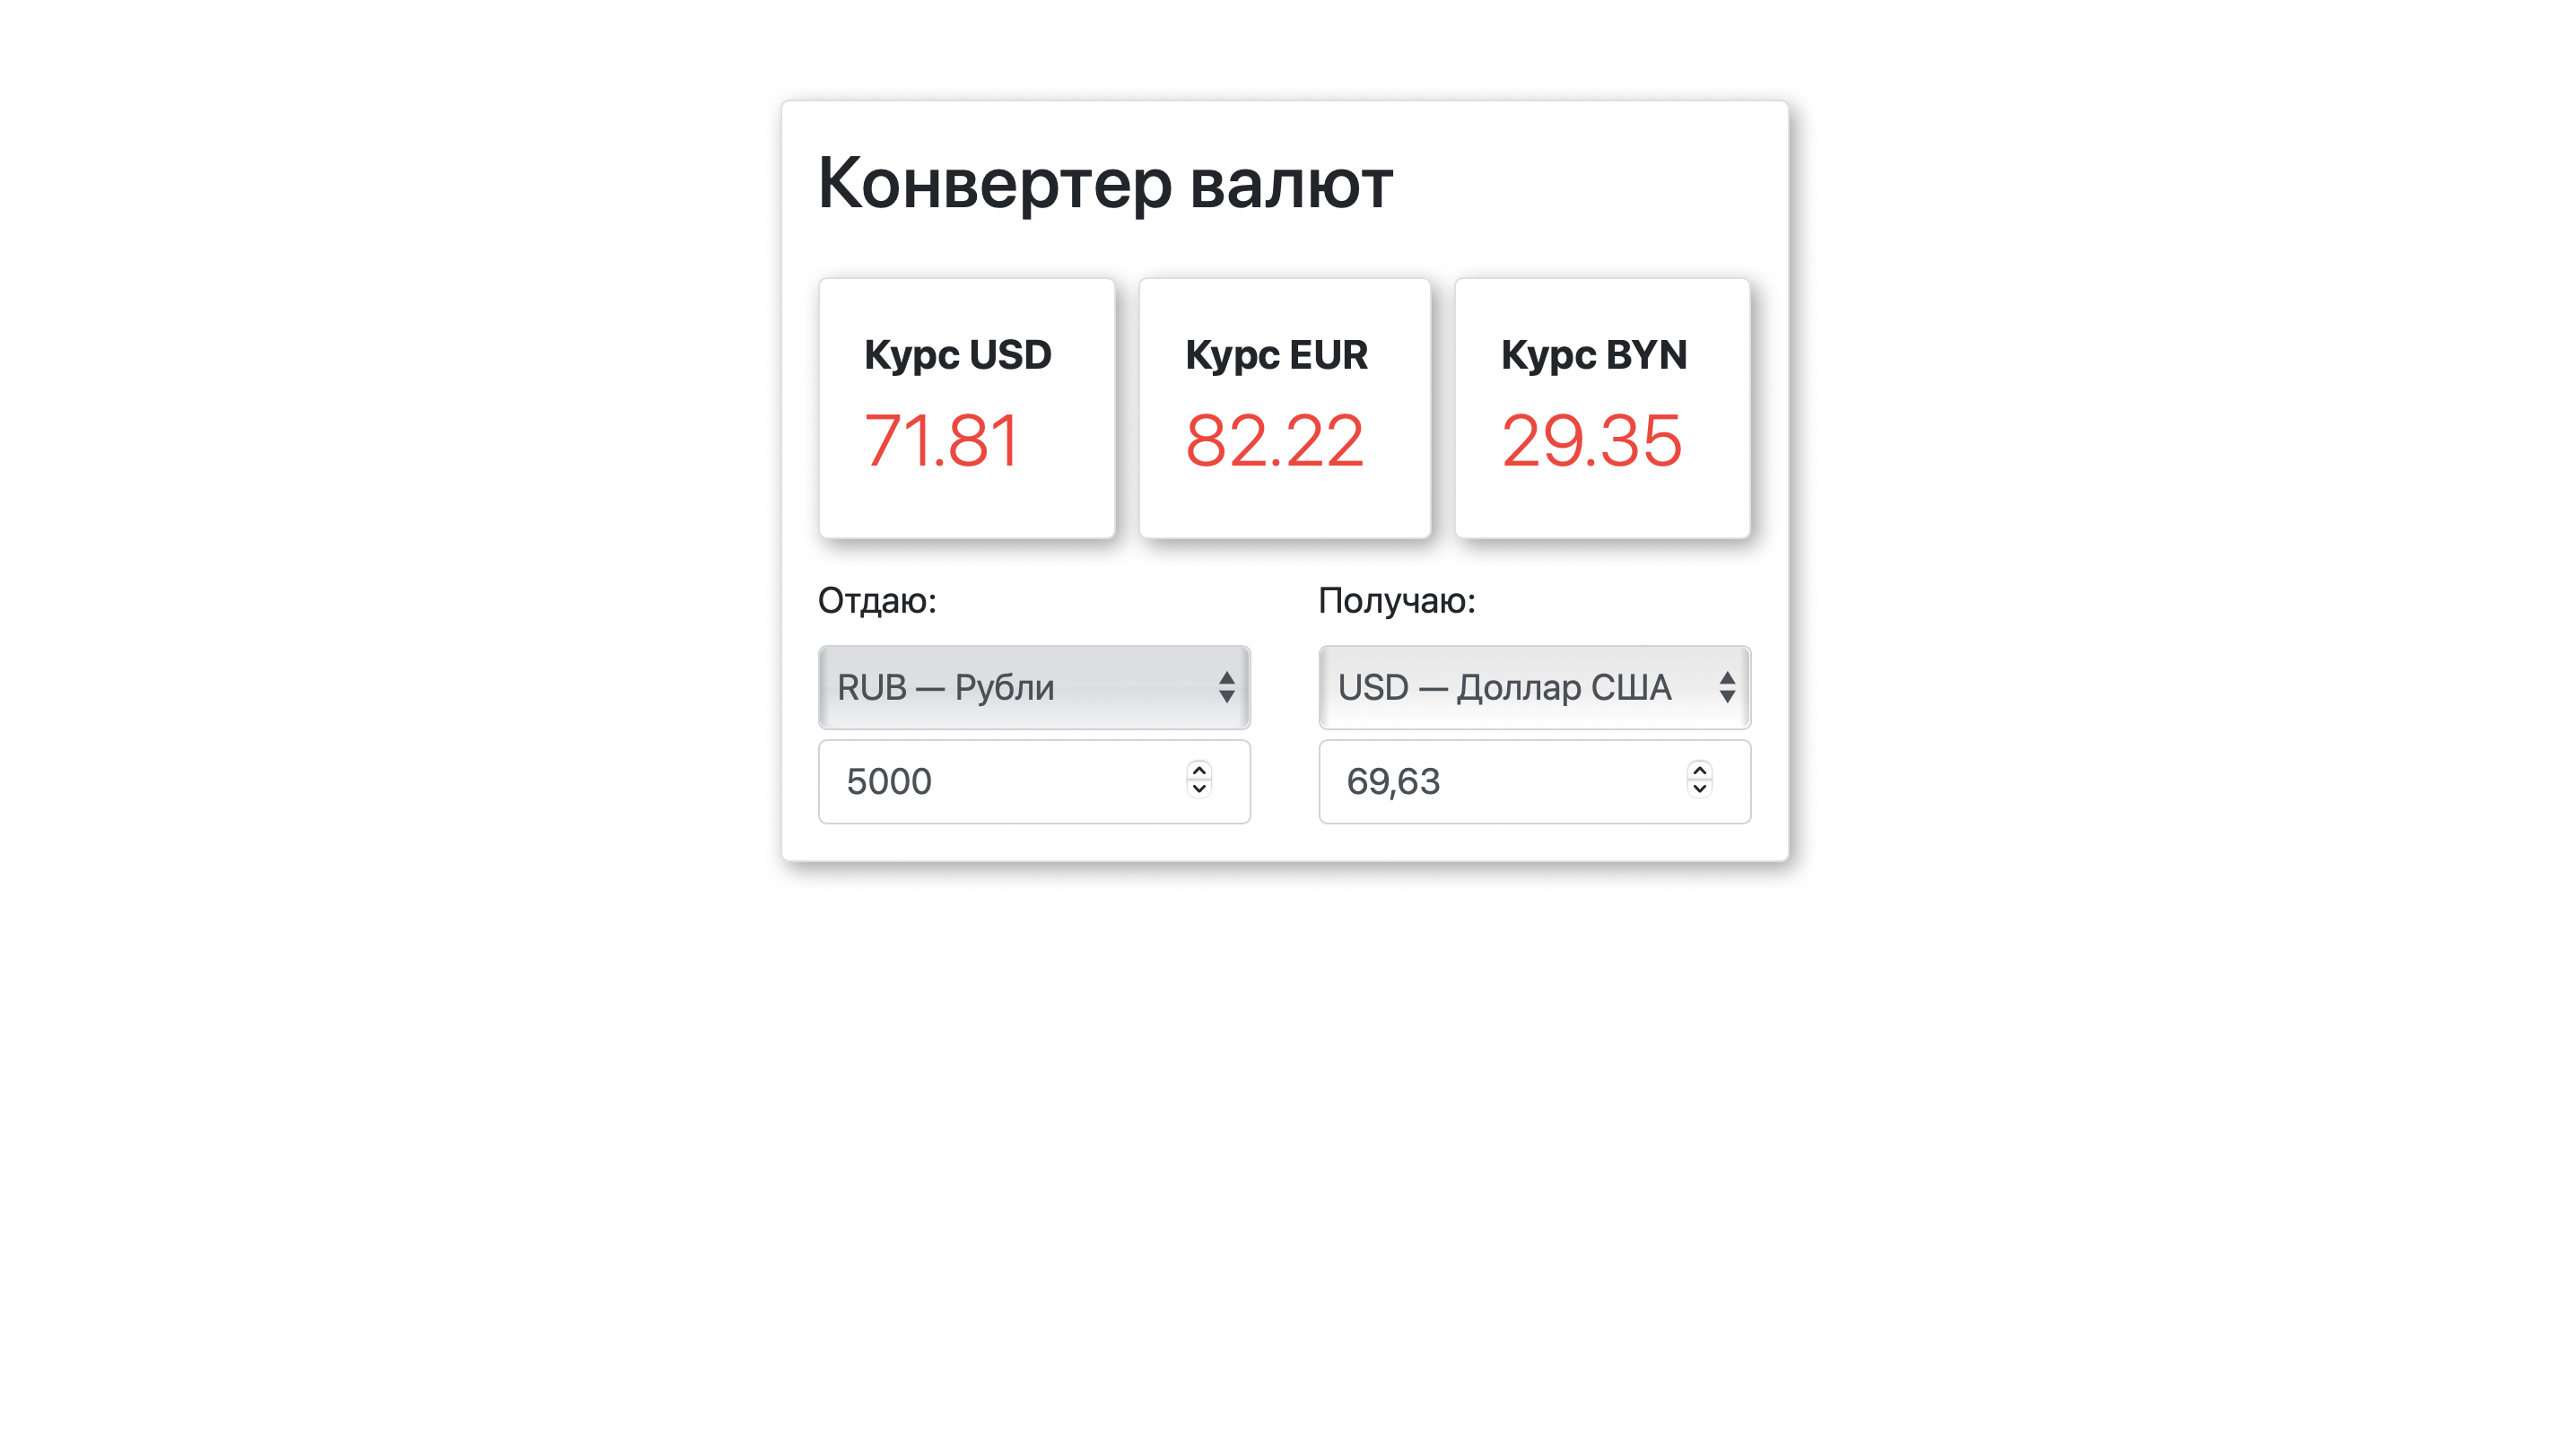 Конвертер валют
Курс USD
71.81
Курс EUR
82.22
Курс BYN
29.35
Отдаю:
RUB — Рубли
5000
Получаю:
USD — Доллар США
69,63